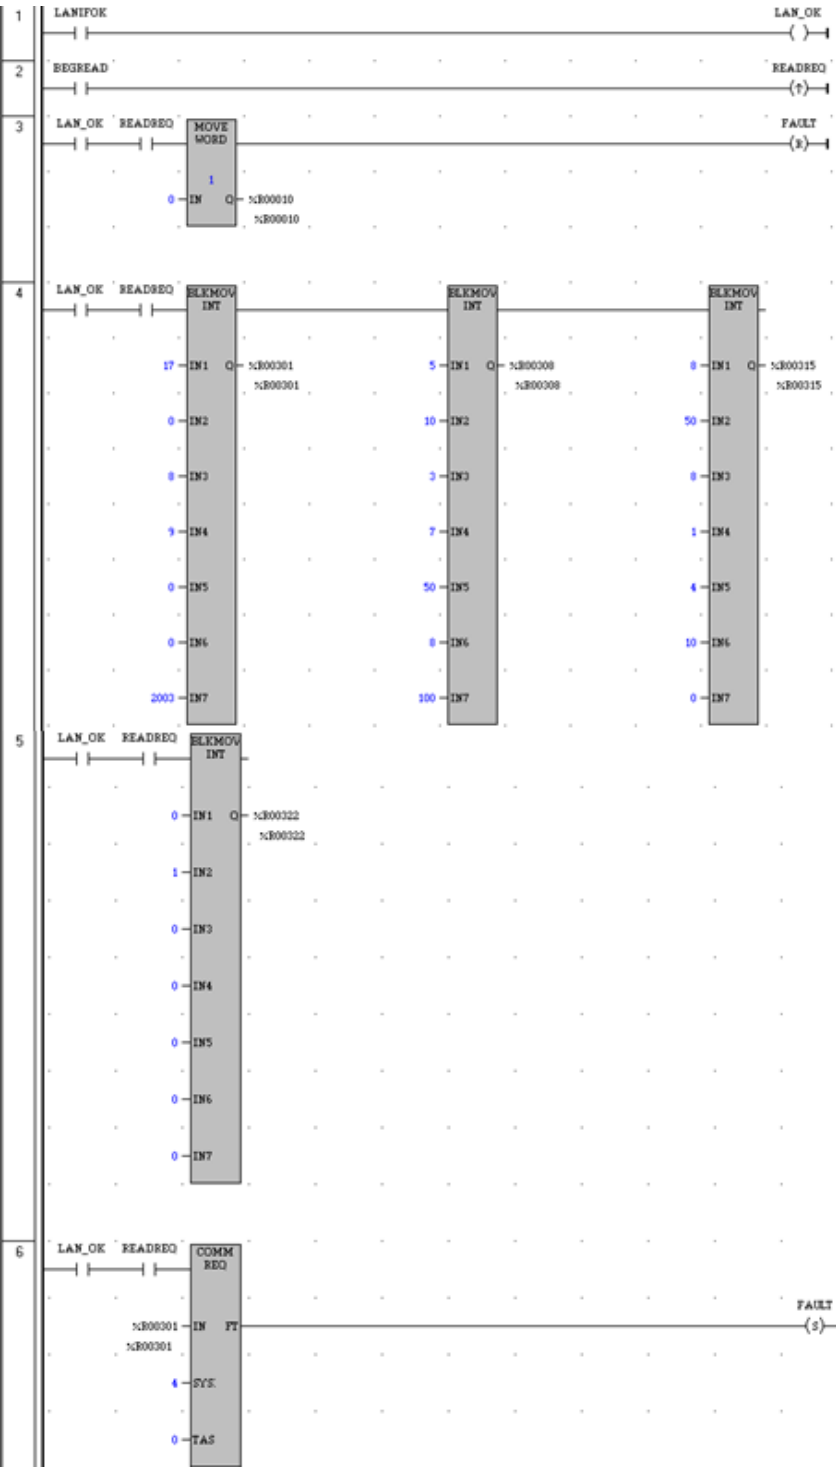 1
LANIFOK
LAN_OK
2
BEGREAD
READREQ
3
LAN_OK READREQ MOVE WORD FAULT
(R)
1
0 IN Q %R00010
%R00010
4
LAN_OK READREQ BLKMOV INT BLKMOV INT BLKMOV INT
17 IN1 Q %R00301 5 IN1 Q %R00308 8 IN1 Q %R00315
%R00301 %R00308 %R00315
0 IN2 10 IN2 50 IN2
8 IN3 3 IN3 8 IN3
9 IN4 7 IN4 1 IN4
0 IN5 50 IN5 4 IN5
0 IN6 8 IN6 10 IN6
2003 IN7 100 IN7 0 IN7
5
LAN_OK READREQ BLKMOV INT
0 IN1 Q %R00322
%R00322
1 IN2
0 IN3
0 IN4
0 IN5
0 IN6
0 IN7
6
LAN_OK READREQ COMM REQ
FAULT
%R00301 IN FT (S)
%R00301
4 SYS
0 TAS